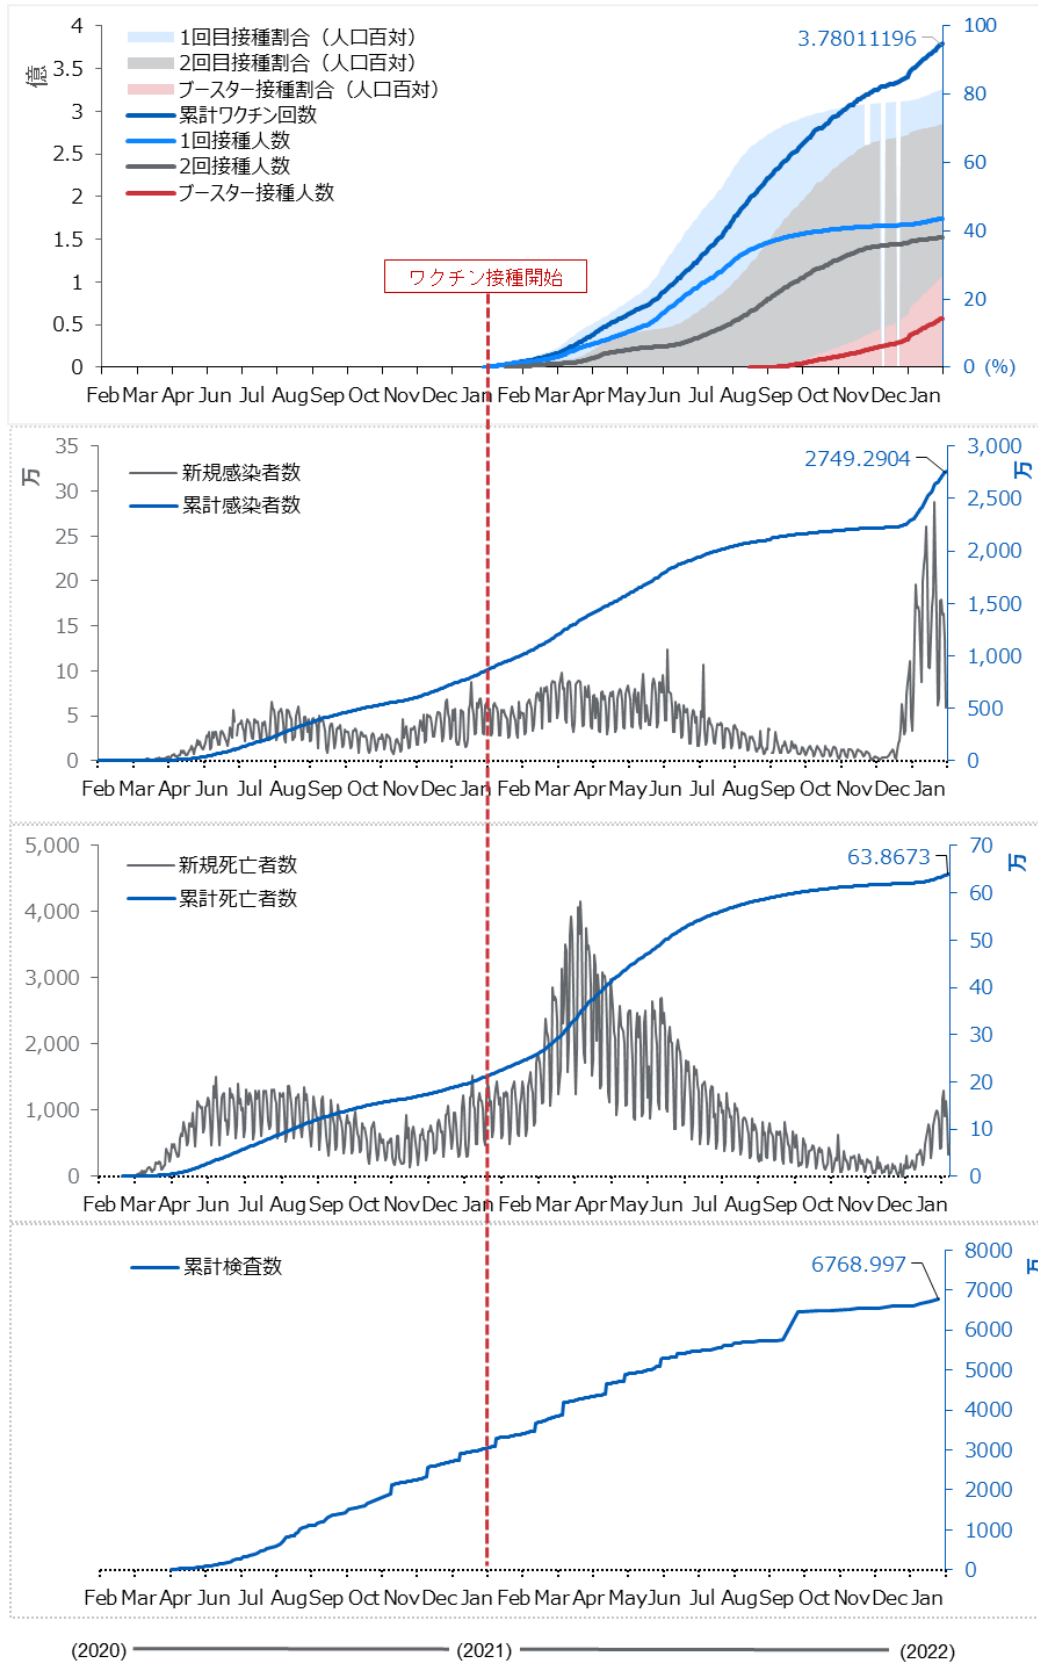 4
3.5
3
2.5
2
1.5
1
0.5
0
億
1回目接種割合（人口百対）
2回目接種割合（人口百対）
ブースター接種割合（人口百対）
累計ワクチン回数
1回接種人数
2回接種人数
ブースター接種人数
3.78011196
100
80
60
40
20
0 (%)
ワクチン接種開始
Feb Mar Apr Jun Jul Aug Sep Oct Nov Dec Jan Feb Mar Apr May Jun Jul Aug Sep Oct Nov Dec Jan
35
30
25
20
15
10
5
0
万
新規感染者数
累計感染者数
2749.2904
3,000
2,500
2,000
1,500
1,000
500
0
万
Feb Mar Apr Jun Jul Aug Sep Oct Nov Dec Jan Feb Mar Apr May Jun Jul Aug Sep Oct Nov Dec Jan
5,000
4,000
3,000
2,000
1,000
0
新規死亡者数
累計死亡者数
63.8673
70
60
50
40
30
20
10
0
万
Feb Mar Apr Jun Jul Aug Sep Oct Nov Dec Jan Feb Mar Apr May Jun Jul Aug Sep Oct Nov Dec Jan
累計検査数
6768.997
8000
7000
6000
5000
4000
3000
2000
1000
0
万
Feb Mar Apr Jun Jul Aug Sep Oct Nov Dec Jan Feb Mar Apr May Jun Jul Aug Sep Oct Nov Dec Jan
(2020) (2021) (2022)